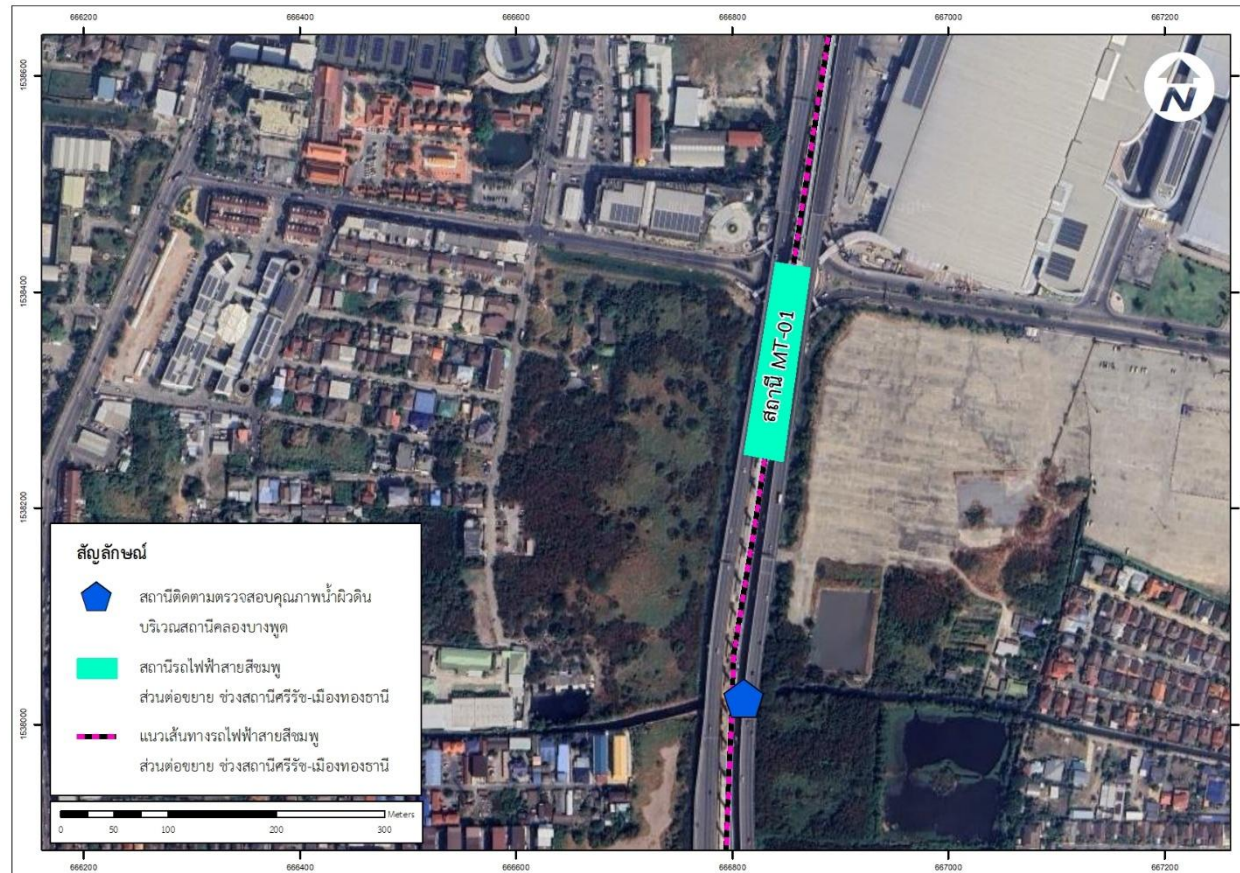 666200 666400 666600 666800 667000 667200
1538600
N
1538400
สถานี MT-01
1538200
1538000
สัญลักษณ์
สถานีติดตามตรวจสอบคุณภาพน้ำผิวดิน
บริเวณสถานีคลองบางพูด
สถานีรถไฟฟ้าสายสีชมพู
ส่วนต่อขยาย ช่วงสถานีศรีรัช-เมืองทองธานี
แนวเส้นทางรถไฟฟ้าสายสีชมพู
ส่วนต่อขยาย ช่วงสถานีศรีรัช-เมืองทองธานี
Meters
0 50 100 200 300
666200 666400 666600 666800 667000 667200